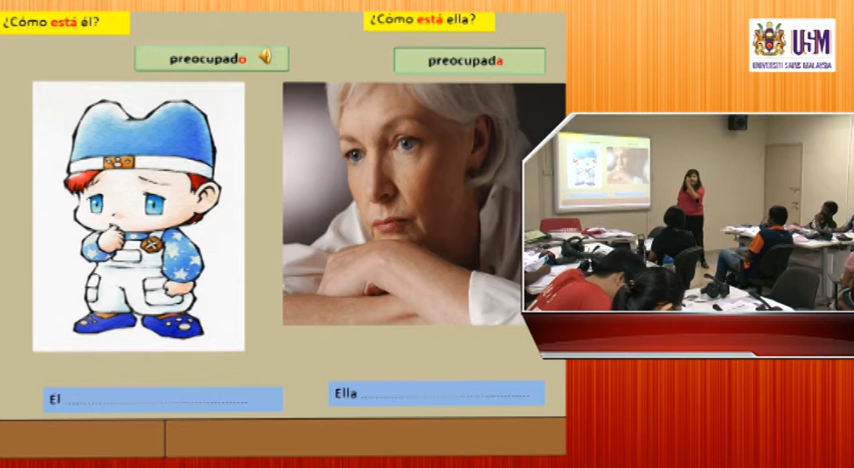 ¿Cómo está él?
¿Cómo está ella?
preocupado
preocupada
USM
UNIVERSITI SAINS MALAYSIA
El
Ella